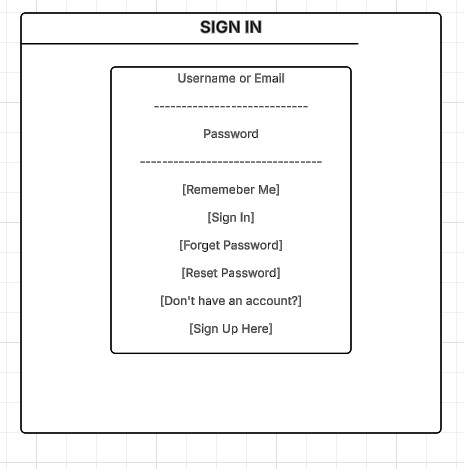 SIGN IN
Username or Email
----------------------------
Password
---------------------------------
[Rememeber Me]
[Sign In]
[Forget Password]
[Reset Password]
[Don't have an account?]
[Sign Up Here]